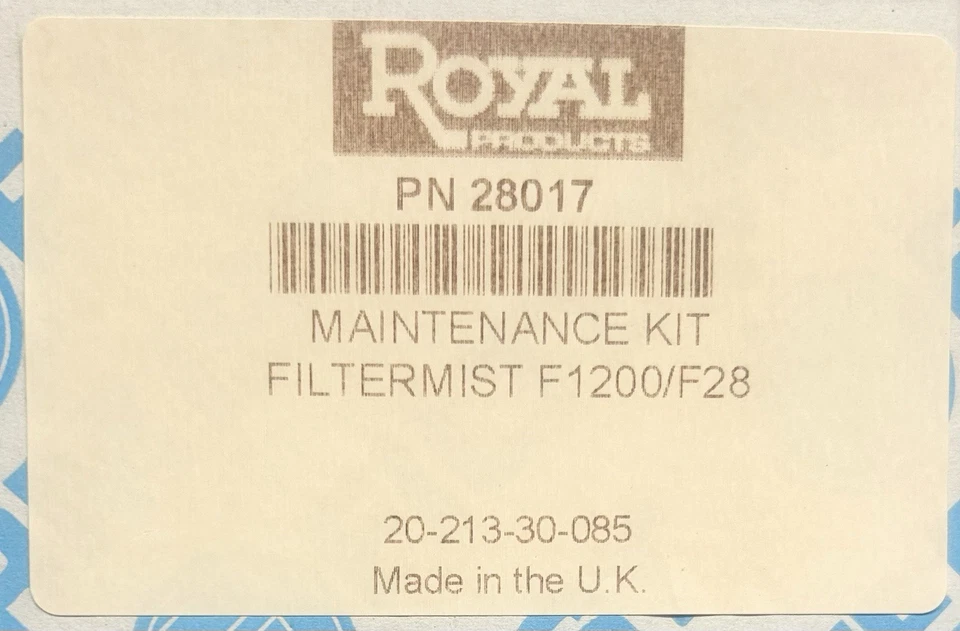 ROYAL
PRODUCTS
PN 28017
MAINTENANCE KIT
FILTERMIST F1200/F28
20-213-30-085
Made in the U.K.